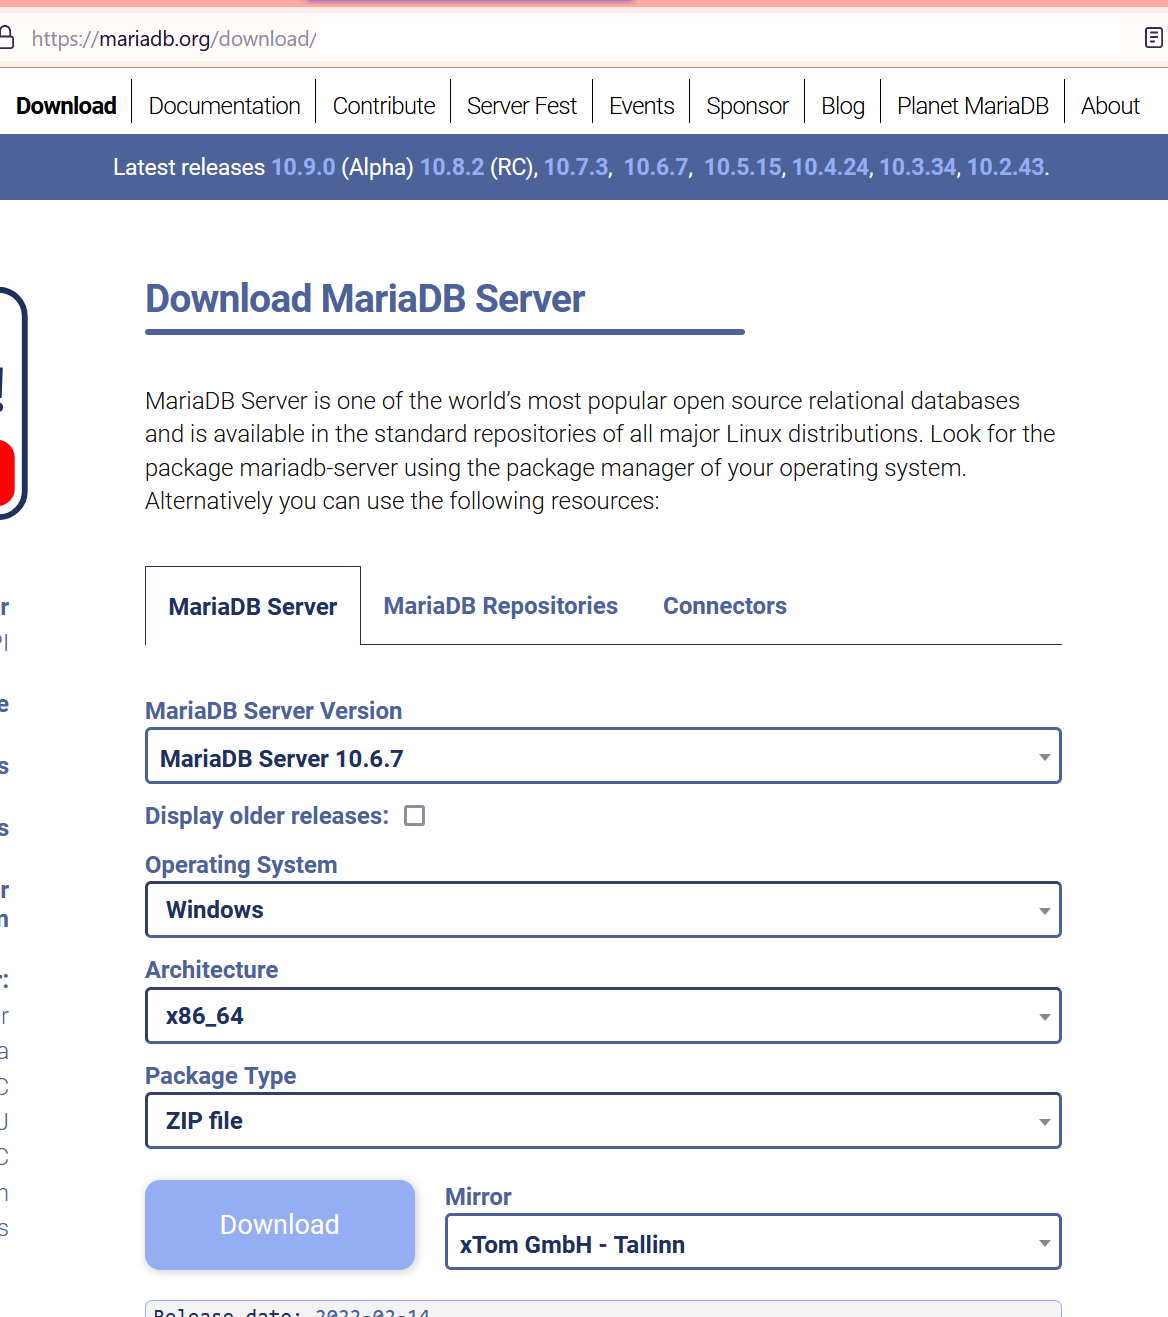 https://mariadb.org/download/
Download Documentation Contribute Server Fest Events Sponsor Blog Planet MariaDB About
Latest releases 10.9.0 (Alpha) 10.8.2 (RC), 10.7.3, 10.6.7, 10.5.15, 10.4.24, 10.3.34, 10.2.43.
Download MariaDB Server
MariaDB Server is one of the world’s most popular open source relational databases
and is available in the standard repositories of all major Linux distributions. Look for the
package mariadb-server using the package manager of your operating system.
Alternatively you can use the following resources:
MariaDB Server MariaDB Repositories Connectors
MariaDB Server Version
MariaDB Server 10.6.7
Display older releases:
Operating System
Windows
Architecture
x86_64
Package Type
ZIP file
Download
Mirror
xTom GmbH - Tallinn
Release date: 2022-02-14